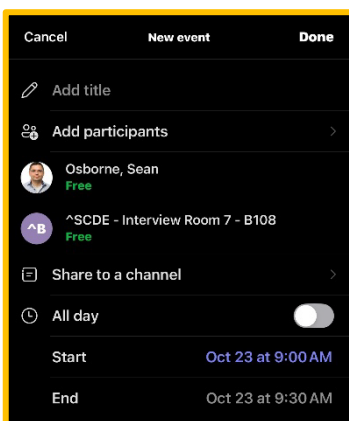 Cancel New event Done
Add title
Add participants
Osborne, Sean
Free
^B
^SCDE - Interview Room 7 - B108
Free
Share to a channel
All day
Start Oct 23 at 9:00 AM
End Oct 23 at 9:30 AM